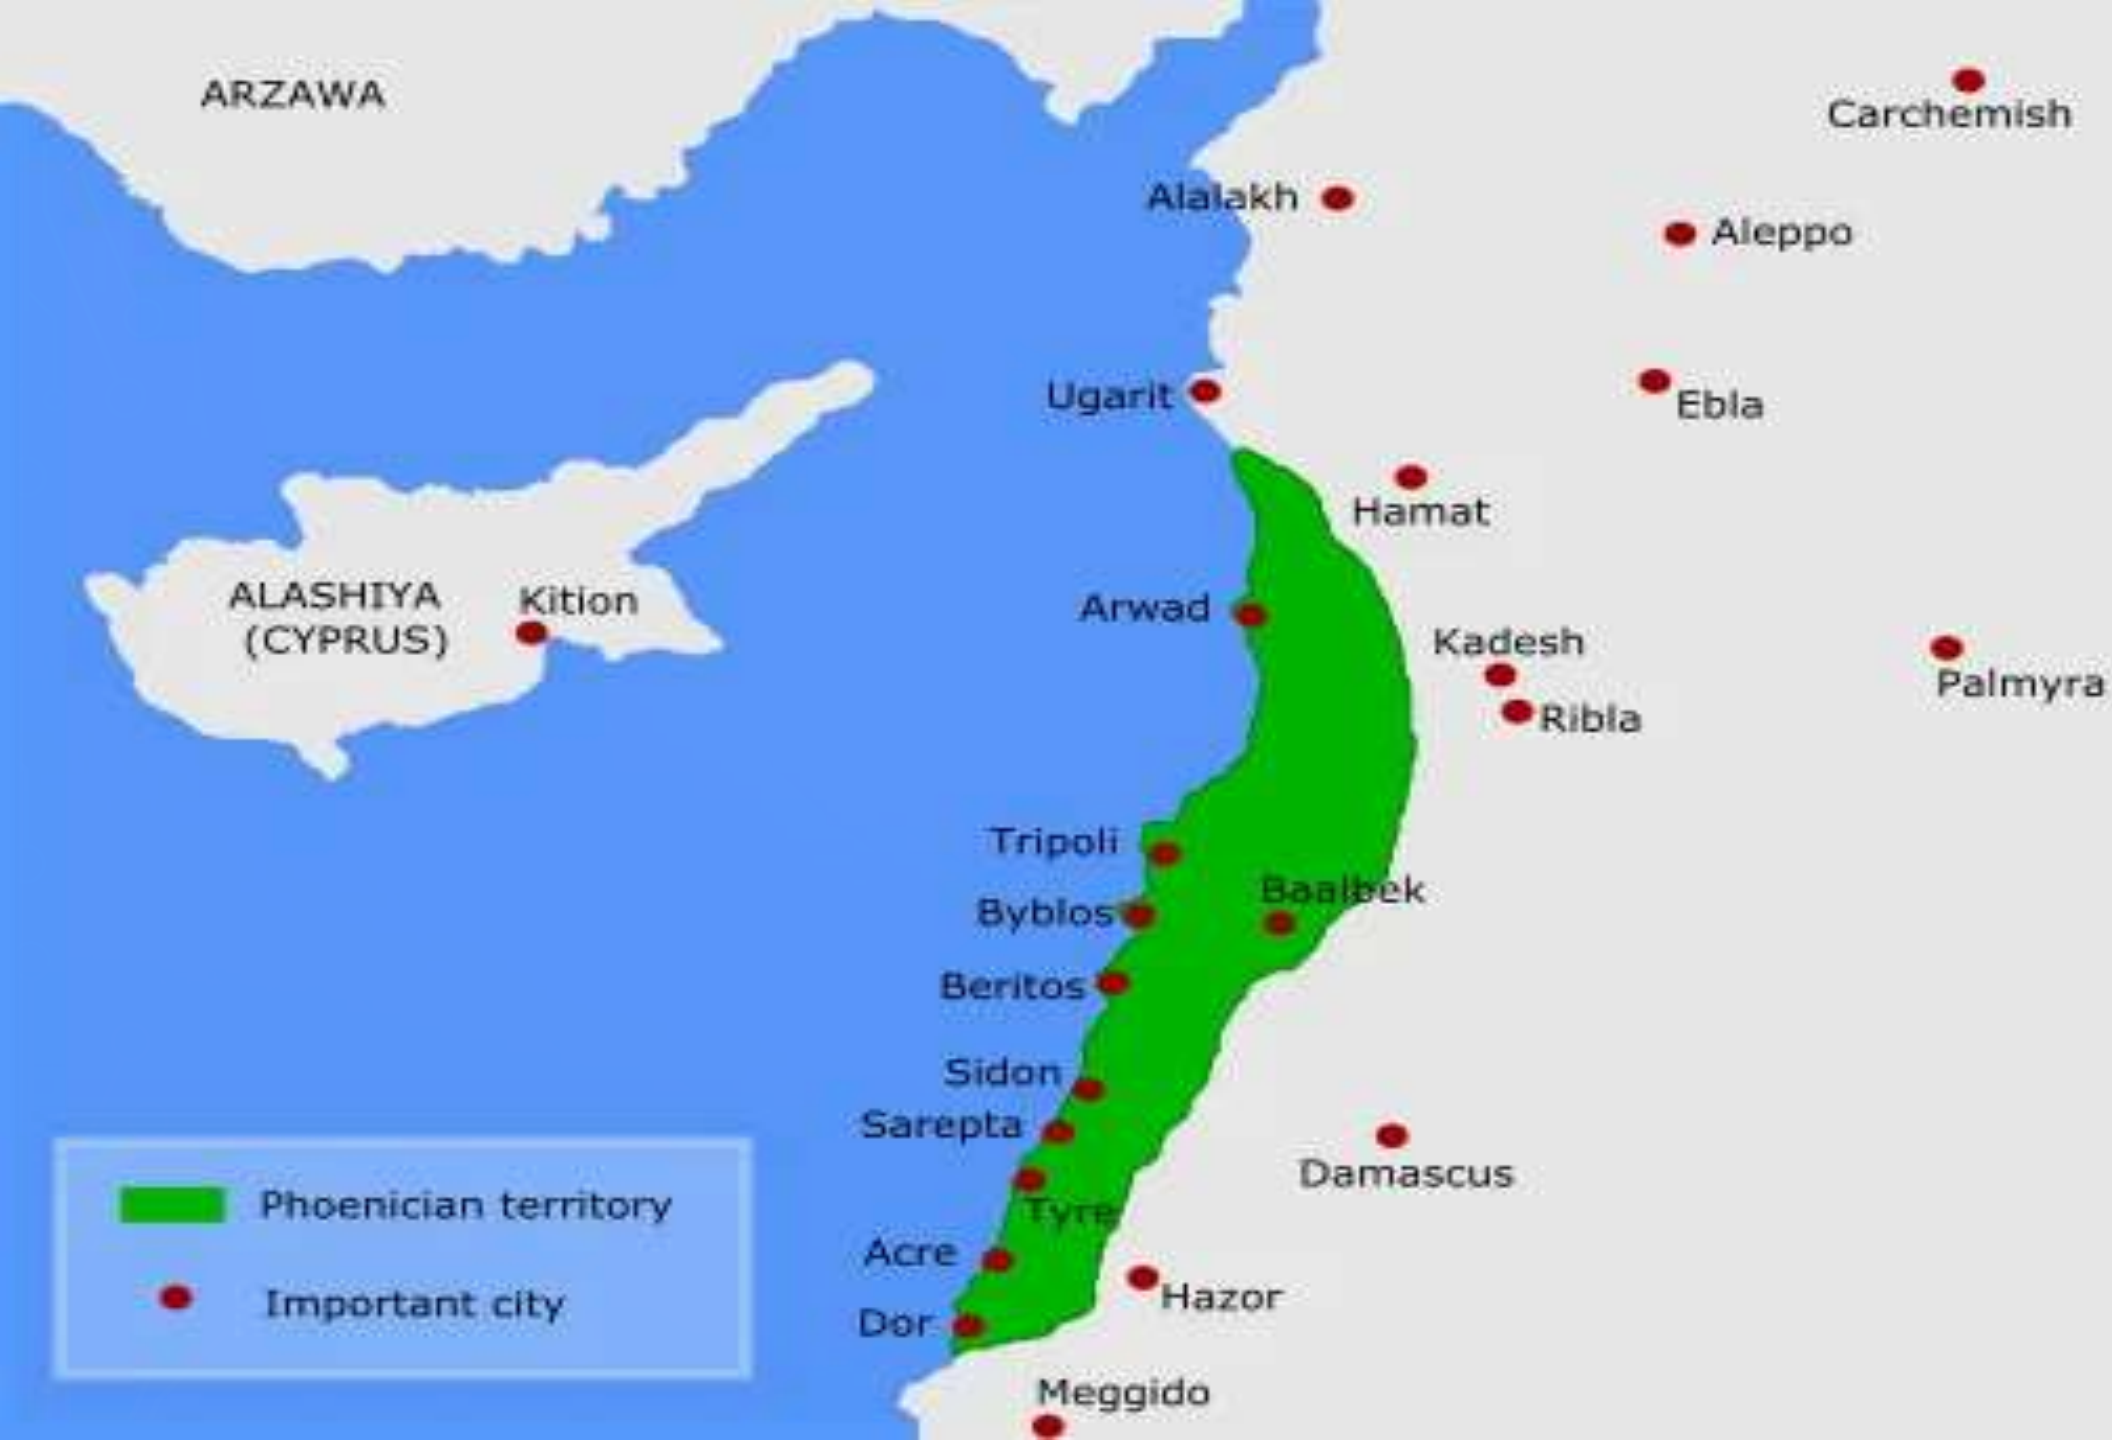 ARZAWA
Carchemish
Alalakh
Aleppo
Ugarit
Ebla
Hamat
ALASHIYA
(CYPRUS)
Kition
Arwad
Kadesh
Ribla
Palmyra
Tripoli
Baalbek
Byblos
Beritos
Sidon
Sarepta
Damascus
Tyre
Acre
Hazor
Dor
Meggido
Phoenician territory
Important city